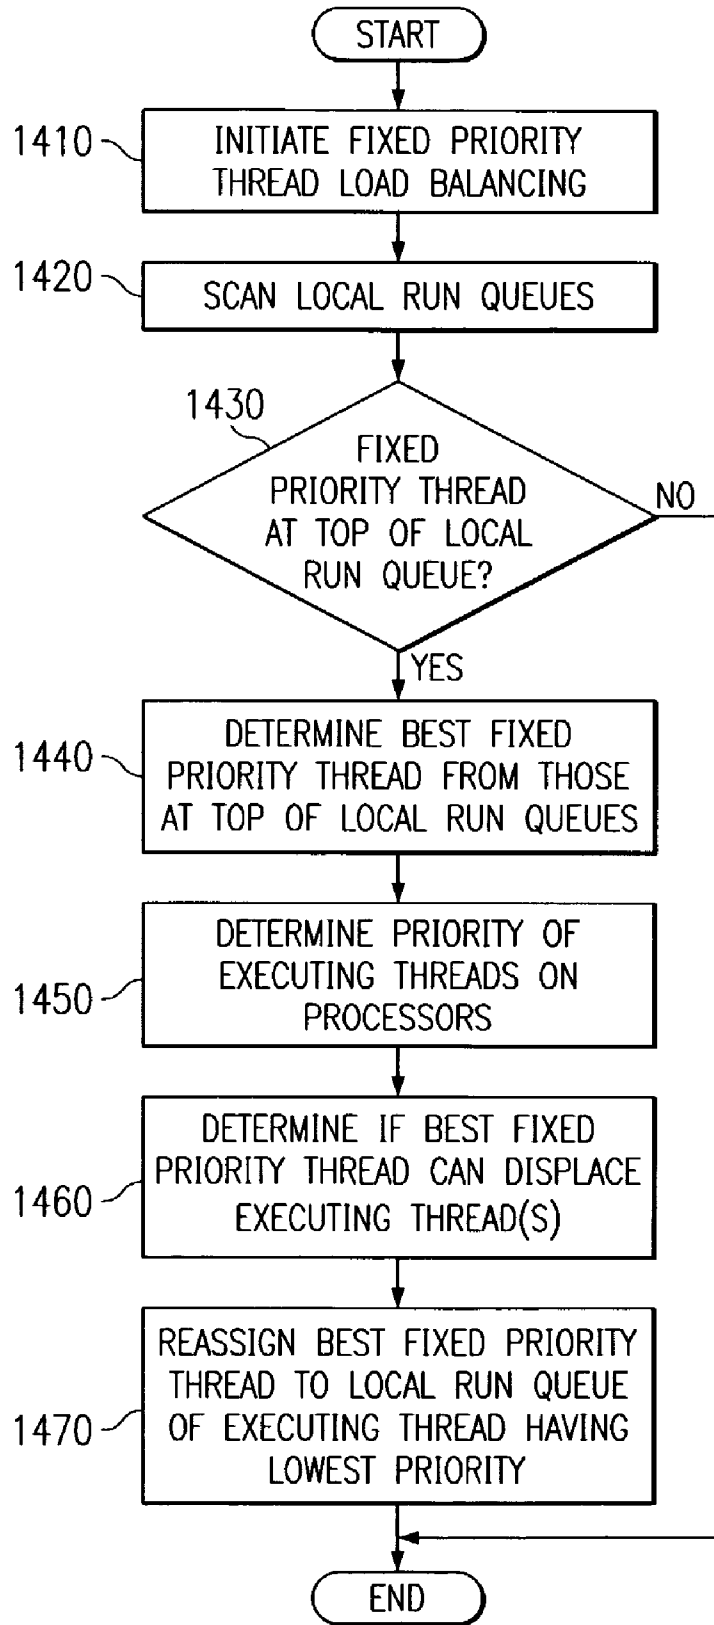 START
1410
INITIATE FIXED PRIORITY
THREAD LOAD BALANCING
1420
SCAN LOCAL RUN QUEUES
1430
FIXED
PRIORITY THREAD
AT TOP OF LOCAL
RUN QUEUE?
NO
YES
1440
DETERMINE BEST FIXED
PRIORITY THREAD FROM THOSE
AT TOP OF LOCAL RUN QUEUES
1450
DETERMINE PRIORITY OF
EXECUTING THREADS ON
PROCESSORS
1460
DETERMINE IF BEST FIXED
PRIORITY THREAD CAN DISPLACE
EXECUTING THREAD(S)
1470
REASSIGN BEST FIXED PRIORITY
THREAD TO LOCAL RUN QUEUE
OF EXECUTING THREAD HAVING
LOWEST PRIORITY
END